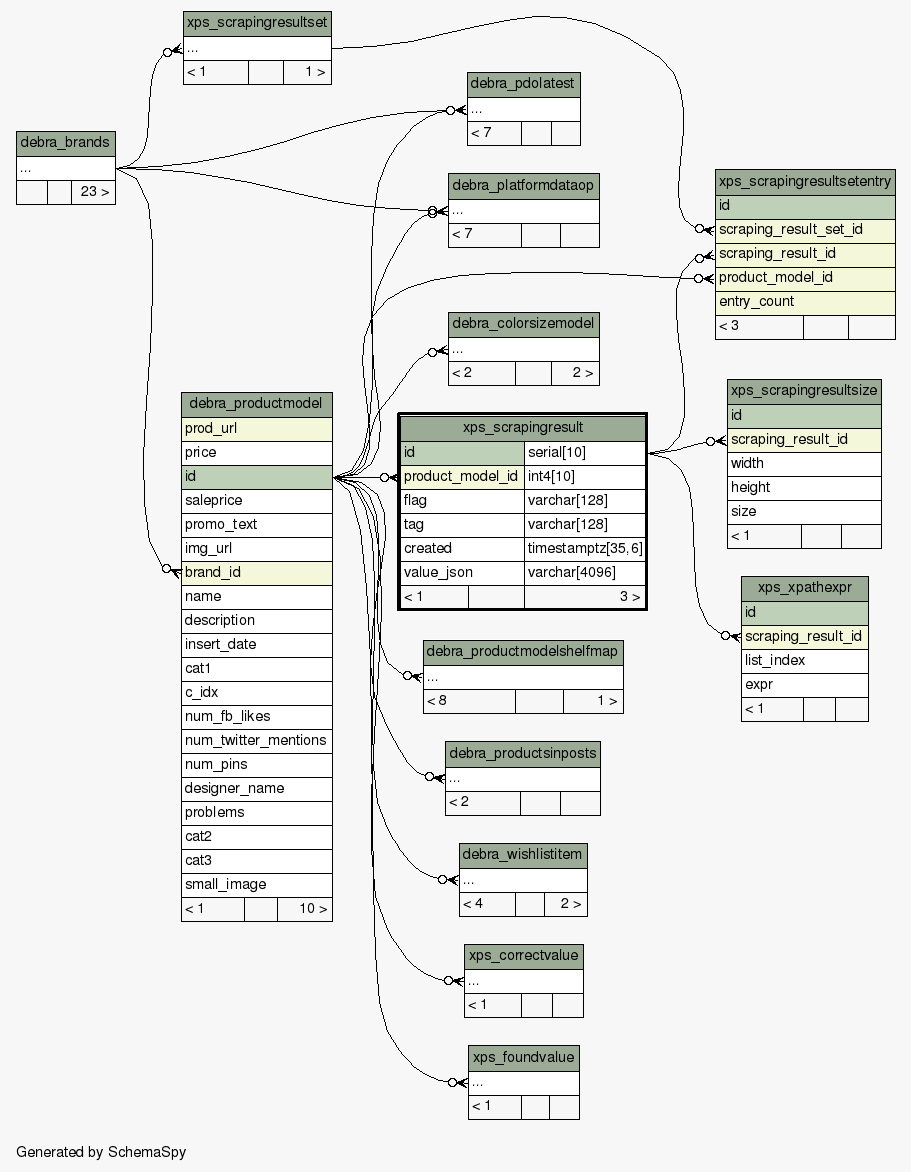 xps_scrapingresultset
...
< 1 1 >
debra_pdolatest
...
< 7
debra_brands
...
23 >
debra_platformdataop
...
< 7
xps_scrapingresultsetentry
id
scraping_result_set_id
scraping_result_id
product_model_id
entry_count
< 3
debra_colorsizemodel
...
< 2 2 >
debra_productmodel
prod_url
price
id
saleprice
promo_text
img_url
brand_id
name
description
insert_date
cat1
c_idx
num_fb_likes
num_twitter_mentions
num_pins
designer_name
problems
cat2
cat3
small_image
< 1 10 >
xps_scrapingresult
id serial[10]
product_model_id int4[10]
flag varchar[128]
tag varchar[128]
created timestamptz[35,6]
value_json varchar[4096]
< 1 3 >
xps_scrapingresultsize
id
scraping_result_id
width
height
size
< 1
xps_xpathexpr
id
scraping_result_id
list_index
expr
< 1
debra_productmodelshelfmap
...
< 8 1 >
debra_productsinposts
...
< 2
debra_wishlistitem
...
< 4 2 >
xps_correctvalue
...
< 1
xps_foundvalue
...
< 1
Generated by SchemaSpy